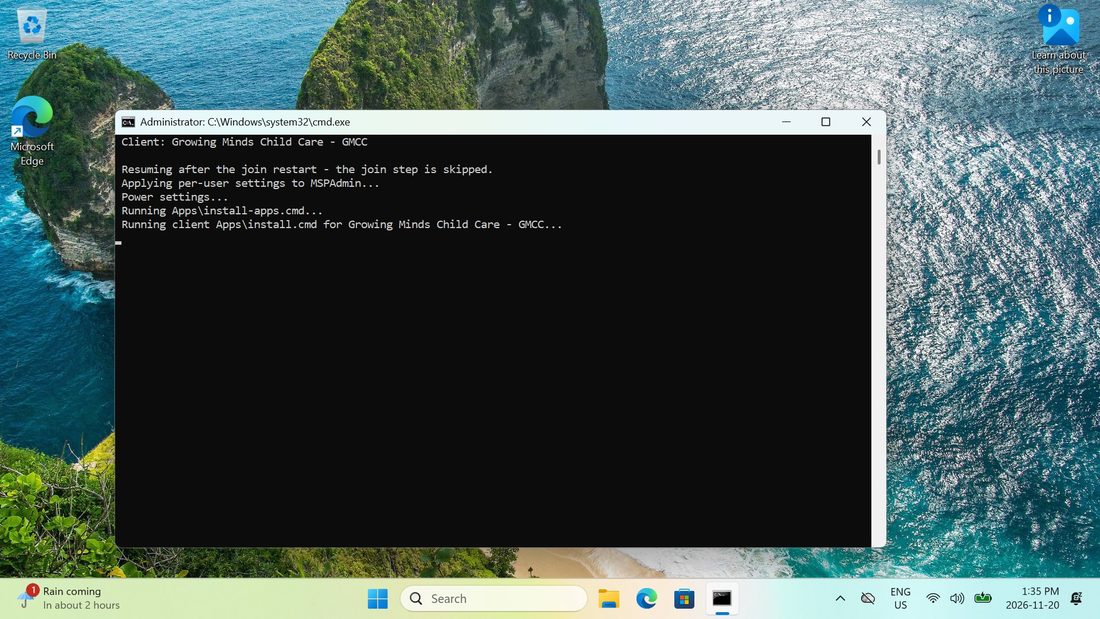 Recycle Bin
Microsoft
Edge
Learn about
this picture
Administrator: C:\Windows\system32\cmd.exe
Client: Growing Minds Child Care - GMCC
Resuming after the join restart - the join step is skipped.
Applying per-user settings to MSPAdmin...
Power settings...
Running Apps\install-apps.cmd...
Running client Apps\install.cmd for Growing Minds Child Care - GMCC...
1
Rain coming
In about 2 hours
Search
ENG
US
1:35 PM
2026-11-20